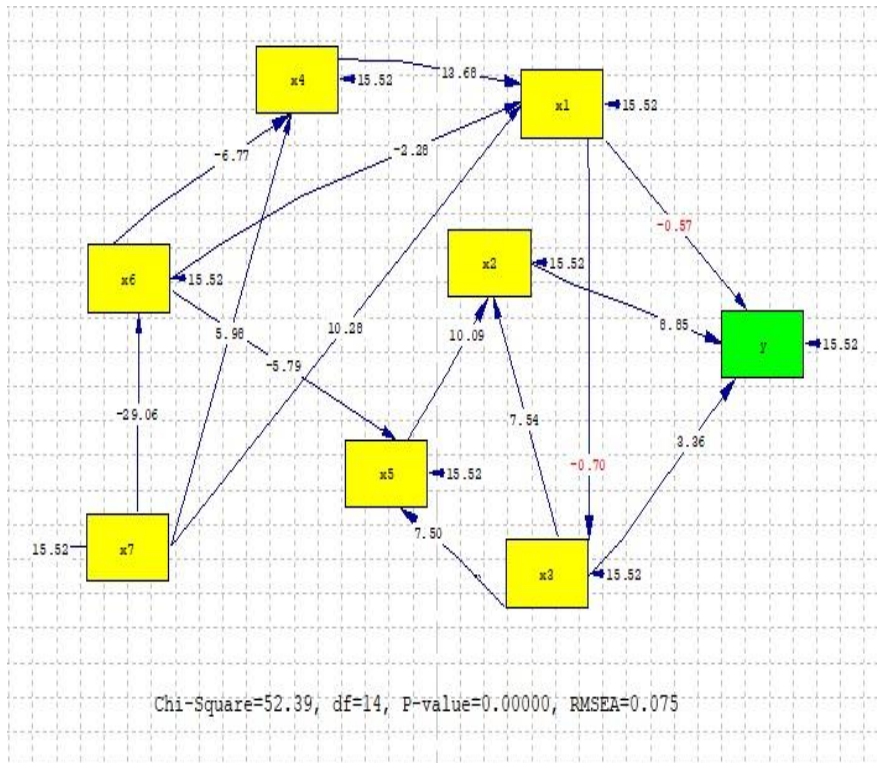 x4
13.68
15.52
x1
15.52
-6.77
-2.28
-0.57
x2
15.52
x6
15.52
8.85
10.28
5.98
10.09
y
15.52
-5.79
-29.06
7.54
3.36
-0.70
x5
15.52
7.50
15.52
x7
x3
15.52
Chi-Square=52.39, df=14, P-value=0.00000, RMSEA=0.075